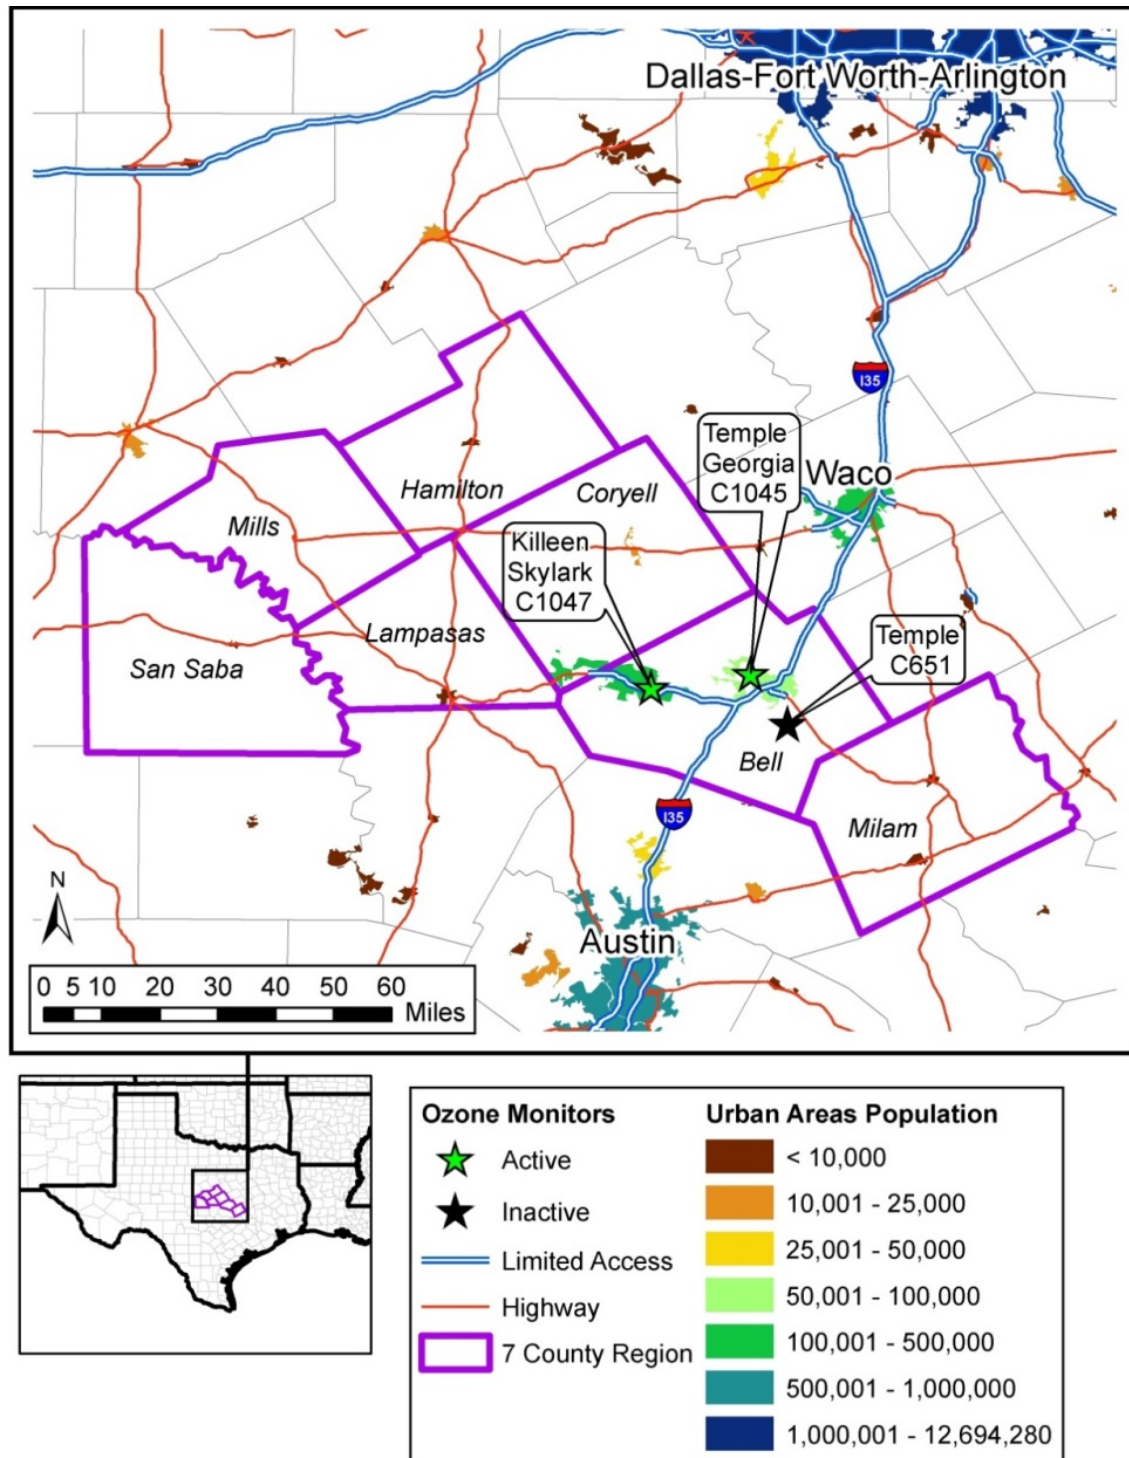 Dallas-Fort Worth-Arlington
I35
Temple
Georgia
C1045
Waco
Hamilton
Coryell
Mills
Killeen
Skylark
C1047
Temple
C651
Lampasas
San Saba
Bell
I35
Milam
N
Austin
0 5 10 20 30 40 50 60
Miles
Ozone Monitors
Active
Inactive
Limited Access
Highway
7 County Region
Urban Areas Population
< 10,000
10,001 - 25,000
25,001 - 50,000
50,001 - 100,000
100,001 - 500,000
500,001 - 1,000,000
1,000,001 - 12,694,280